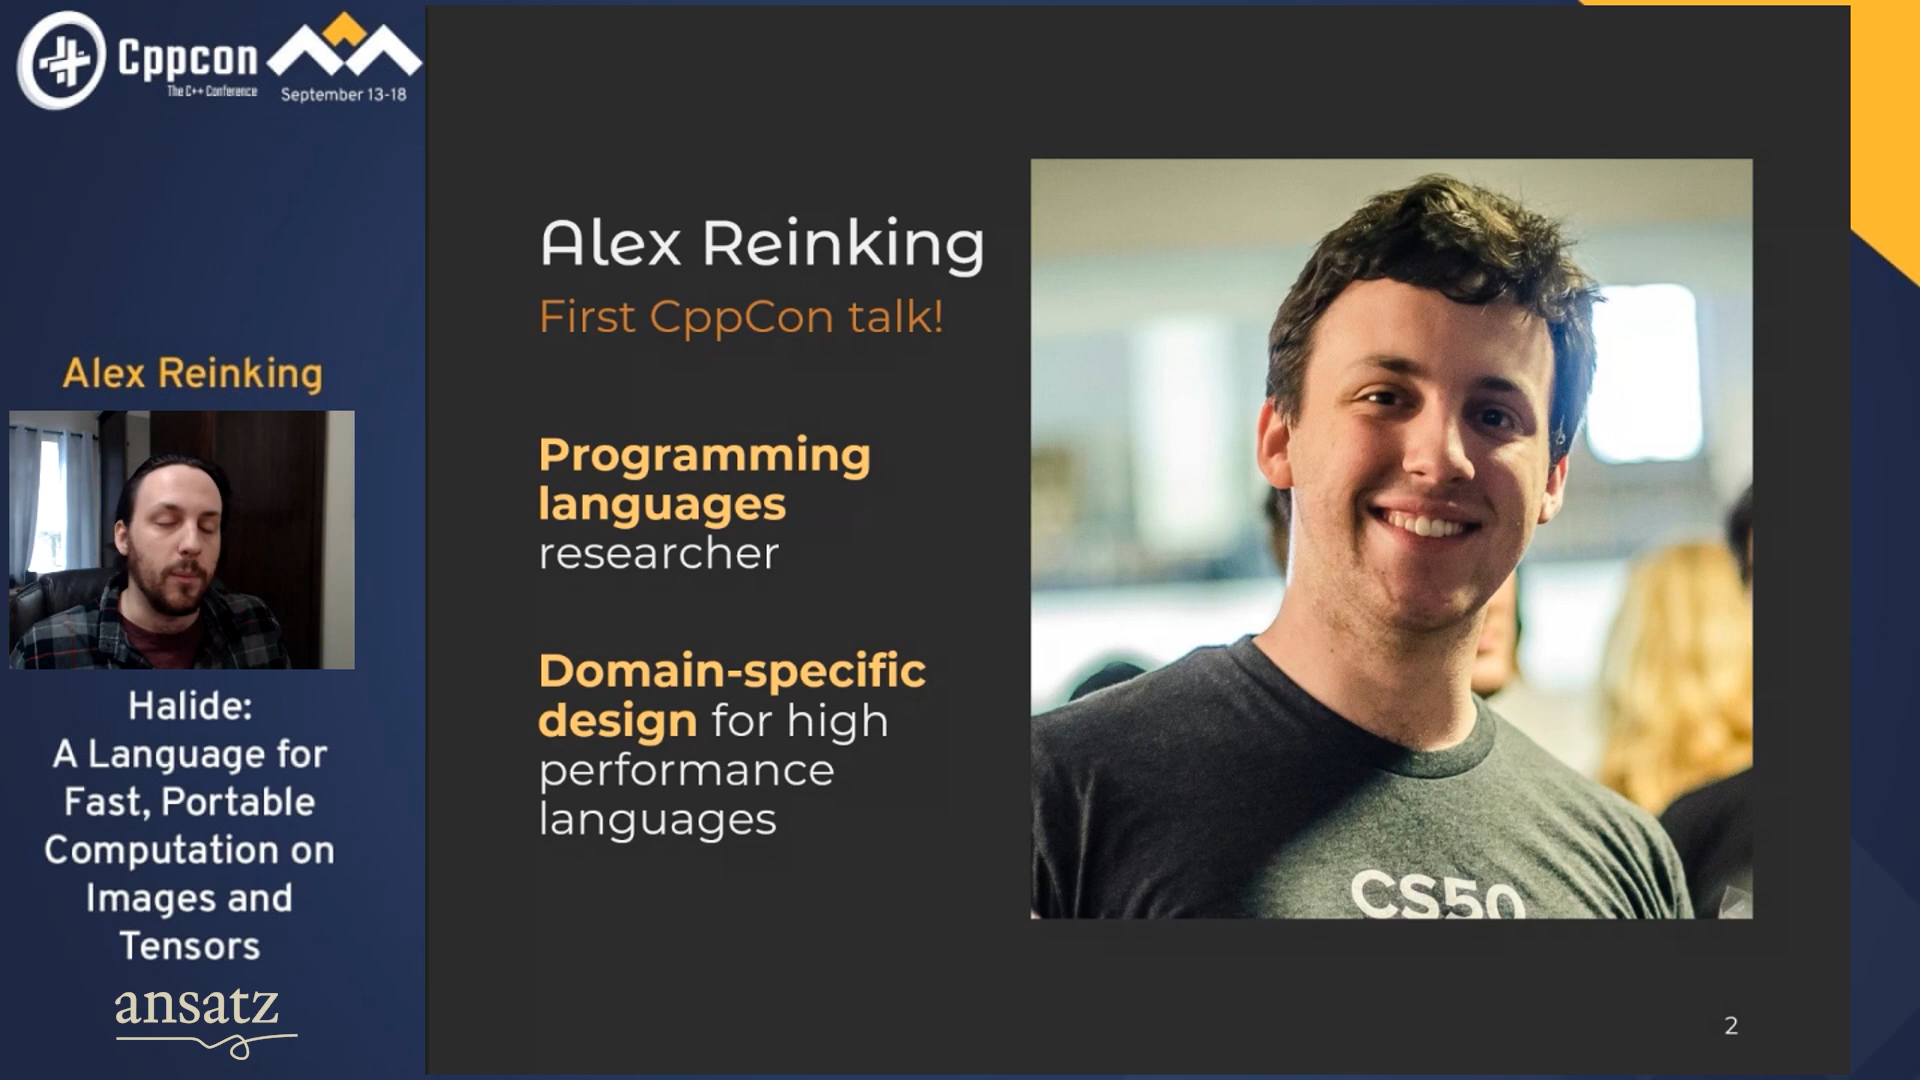 Cppcon
The C++ Conference
September 13-18
Alex Reinking
Halide:
A Language for
Fast, Portable
Computation on
Images and
Tensors
ansatz
Alex Reinking
First CppCon talk!
Programming
languages
researcher
Domain-specific
design for high
performance
languages
CS50
2